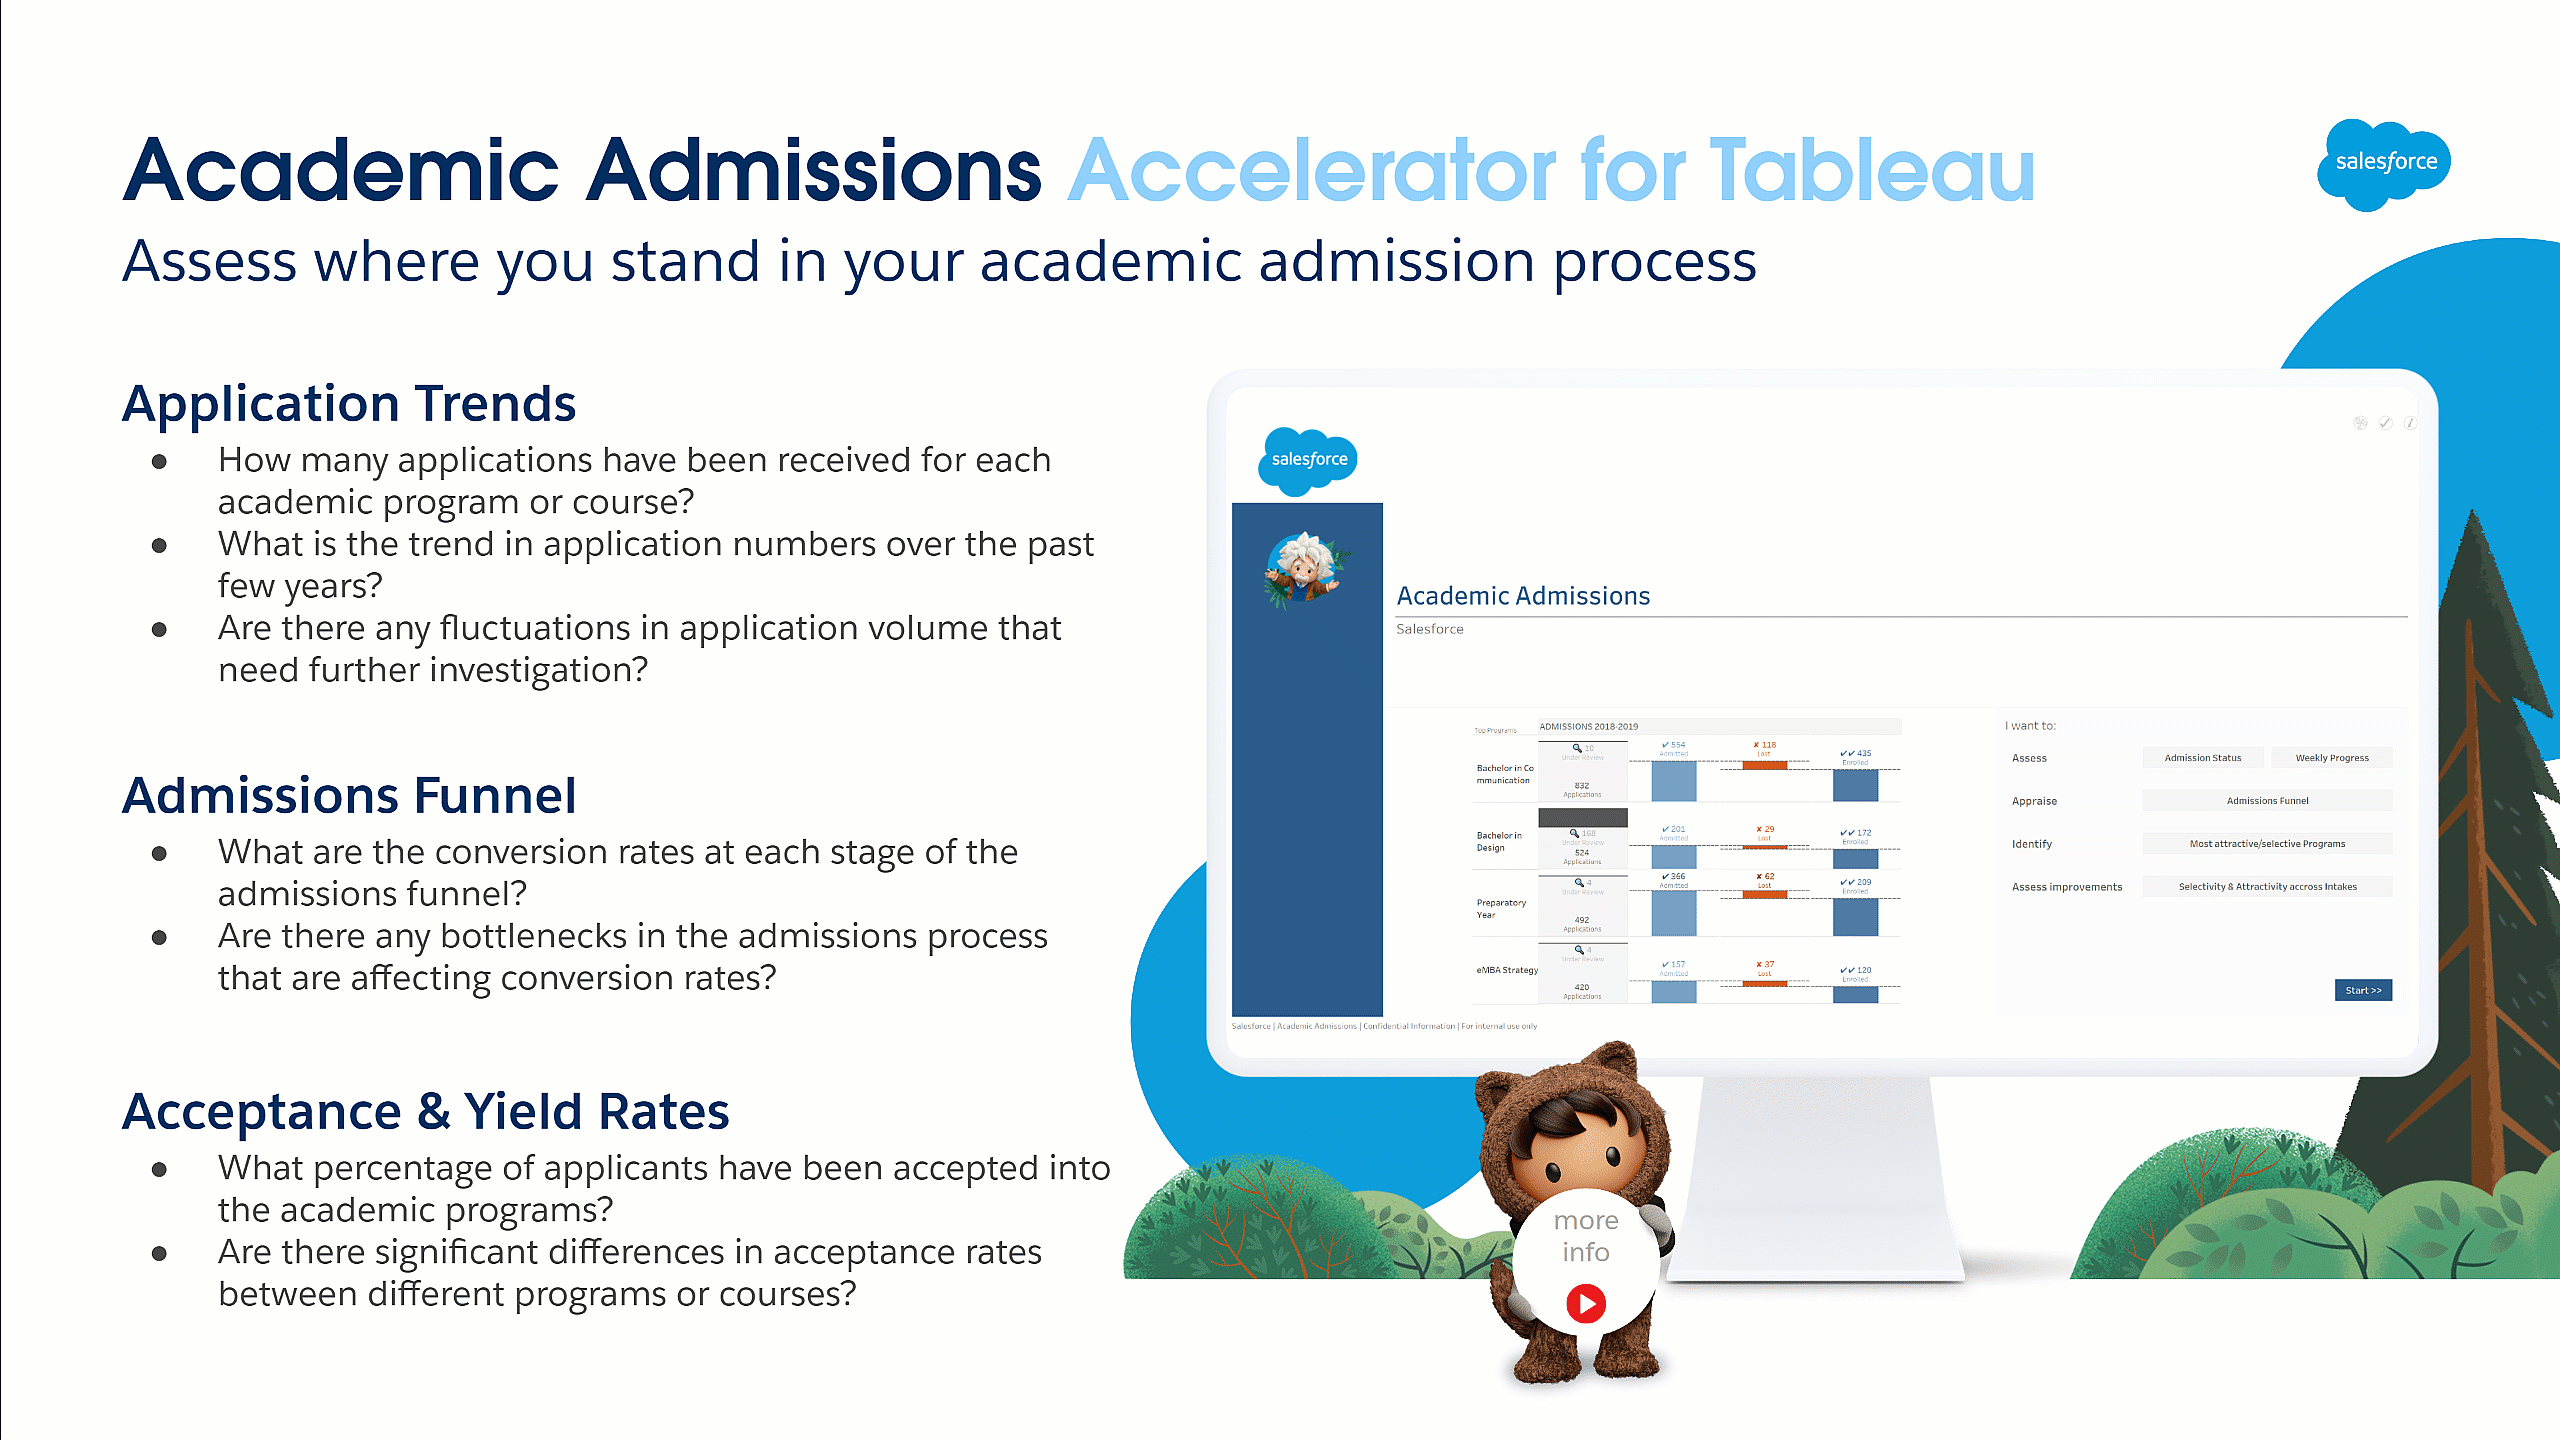 Academic Admissions Accelerator for Tableau
salesforce
Assess where you stand in your academic admission process
Application Trends
● How many applications have been received for each
academic program or course?
● What is the trend in application numbers over the past
few years?
● Are there any fluctuations in application volume that
need further investigation?
Admissions Funnel
● What are the conversion rates at each stage of the
admissions funnel?
● Are there any bottlenecks in the admissions process
that are affecting conversion rates?
Acceptance & Yield Rates
● What percentage of applicants have been accepted into
the academic programs?
● Are there significant differences in acceptance rates
between different programs or courses?
salesforce
Academic Admissions
Salesforce
Top Programs
ADMISSIONS 2018-2019
Bachelor in Co
mmunication
10
Under Review
832
Applications
✔ 554
Admitted
✘ 118
Lost
✔✔ 435
Enrolled
Bachelor in
Design
168
Under Review
524
Applications
✔ 201
Admitted
✘ 29
Lost
✔✔ 172
Enrolled
Preparatory
Year
4
Under Review
492
Applications
✔ 366
Admitted
✘ 62
Lost
✔✔ 209
Enrolled
eMBA Strategy
4
Under Review
420
Applications
✔ 157
Admitted
✘ 37
Lost
✔✔ 120
Enrolled
I want to:
Assess Admission Status Weekly Progress
Appraise Admissions Funnel
Identify Most attractive/selective Programs
Assess improvements Selectivity & Attractivity accross Intakes
Start >>
Salesforce | Academic Admissions | Confidential Information | For internal use only
more
info